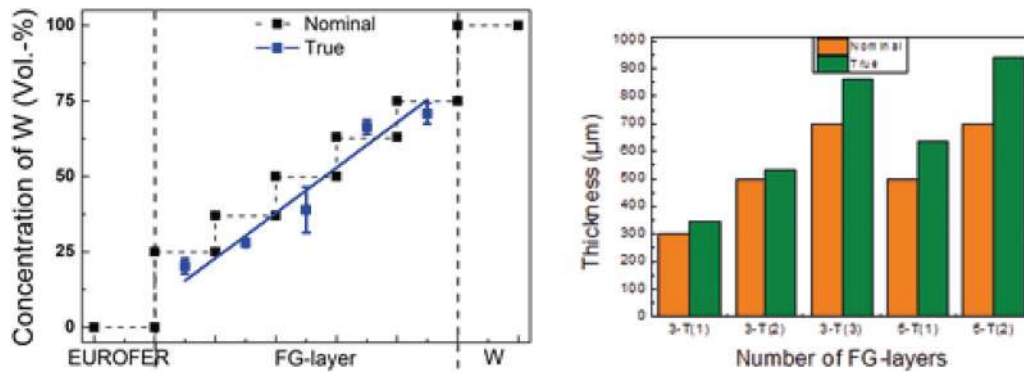 Concentration of W (Vol.-%)
100
75
50
25
0
Nominal
True
EUROFER
FG-layer
W
Thickness (µm)
1000
900
800
700
600
500
400
300
200
100
0
Nominal
True
3-T(1)
3-T(2)
3-T(3)
5-T(1)
5-T(2)
Number of FG-layers